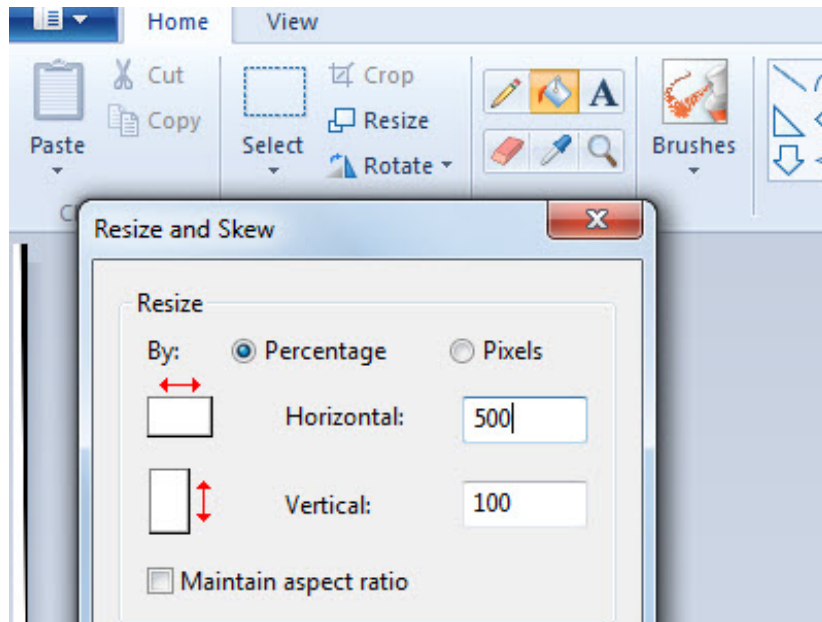 Home View
Cut
Copy
Paste
Select
Crop
Resize
Rotate
A
Brushes
Resize and Skew
Resize
By: Percentage Pixels
Horizontal: 500
Vertical: 100
Maintain aspect ratio